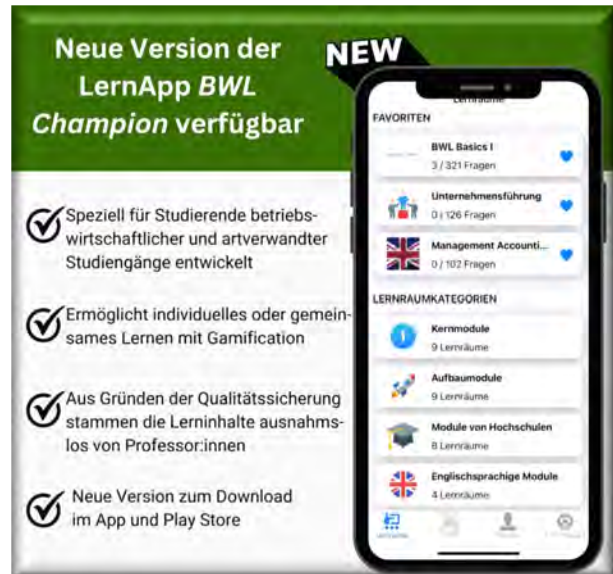 Neue Version der
LernApp BWL
Champion verfügbar
NEW
Speziell für Studierende betriebs-
wirtschaftlicher und artverwandter
Studiengänge entwickelt
Ermöglicht individuelles oder gemein-
sames Lernen mit Gamification
Aus Gründen der Qualitätssicherung
stammen die Lerninhalte ausnahms-
los von Professor:innen
Neue Version zum Download
im App und Play Store
Lernräume
FAVORITEN
BWL Basics I
3 / 321 Fragen
Unternehmensführung
0 / 126 Fragen
Management Accounti...
0 / 102 Fragen
LERNRAUMKATEGORIEN
Kernmodule
9 Lernräume
Aufbaumodule
9 Lernräume
Module von Hochschulen
8 Lernräume
Englischsprachige Module
4 Lernräume